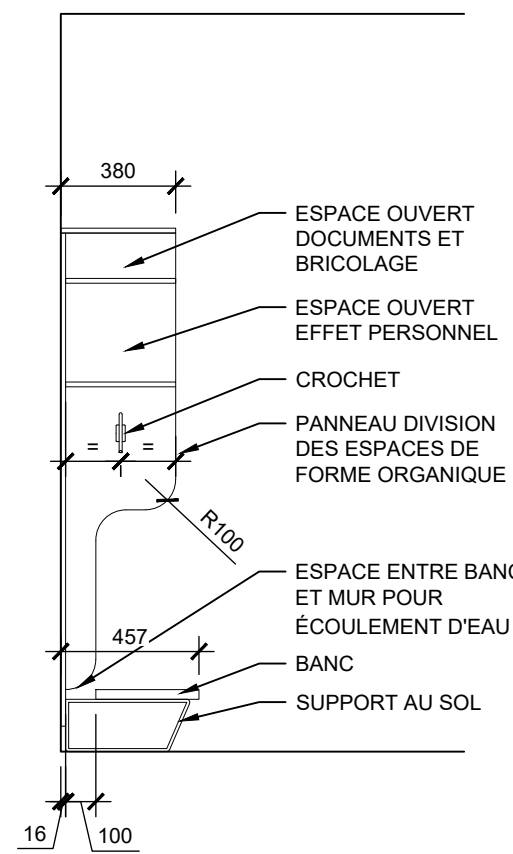 380
ESPACE OUVERT
DOCUMENTS ET
BRICOLAGE
ESPACE OUVERT
EFFET PERSONNEL
CROCHET
= =
PANNEAU DIVISION
DES ESPACES DE
FORME ORGANIQUE
R100
ESPACE ENTRE BANC
ET MUR POUR
ÉCOULEMENT D'EAU
457
BANC
SUPPORT AU SOL
16 100